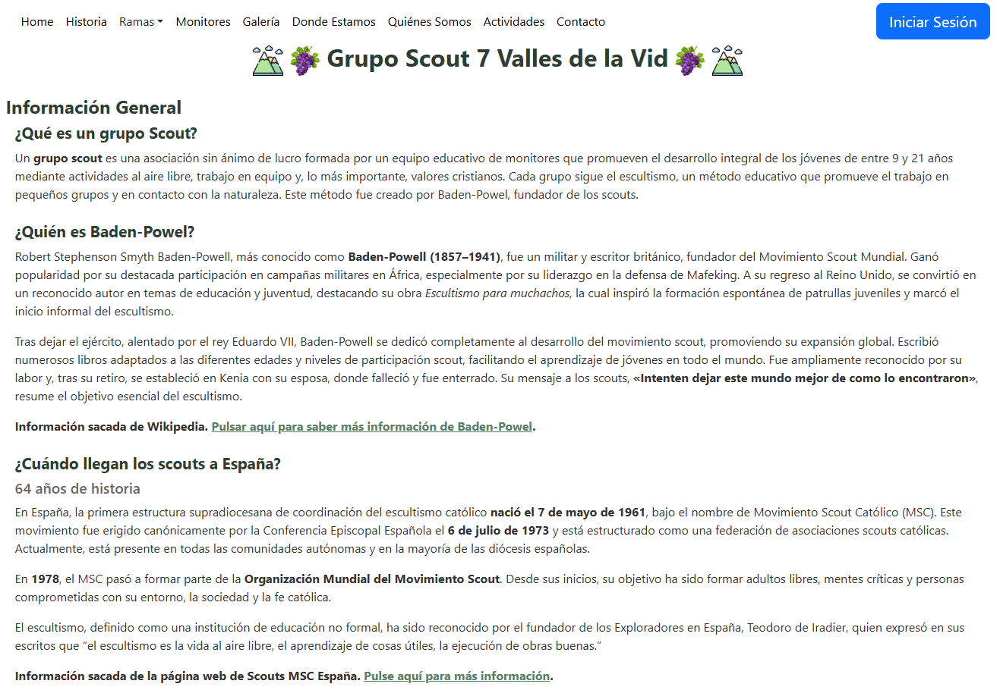 Home Historia Ramas Monitores Galería Donde Estamos Quiénes Somos Actividades Contacto Iniciar Sesión
Grupo Scout 7 Valles de la Vid
Información General
¿Qué es un grupo Scout?
Un grupo scout es una asociación sin ánimo de lucro formada por un equipo educativo de monitores que promueven el desarrollo integral de los jóvenes de entre 9 y 21 años
mediante actividades al aire libre, trabajo en equipo y, lo más importante, valores cristianos. Cada grupo sigue el escultismo, un método educativo que promueve el trabajo en
pequeños grupos y en contacto con la naturaleza. Este método fue creado por Baden-Powel, fundador de los scouts.
¿Quién es Baden-Powel?
Robert Stephenson Smyth Baden-Powell, más conocido como Baden-Powell (1857–1941), fue un militar y escritor británico, fundador del Movimiento Scout Mundial. Ganó
popularidad por su destacada participación en campañas militares en África, especialmente por su liderazgo en la defensa de Mafeking. A su regreso al Reino Unido, se convirtió en
un reconocido autor en temas de educación y juventud, destacando su obra Escultismo para muchachos, la cual inspiró la formación espontánea de patrullas juveniles y marcó el
inicio informal del escultismo.
Tras dejar el ejército, alentado por el rey Eduardo VII, Baden-Powell se dedicó completamente al desarrollo del movimiento scout, promoviendo su expansión global. Escribió
numerosos libros adaptados a las diferentes edades y niveles de participación scout, facilitando el aprendizaje de jóvenes en todo el mundo. Fue ampliamente reconocido por su
labor y, tras su retiro, se estableció en Kenia con su esposa, donde falleció y fue enterrado. Su mensaje a los scouts, «Intenten dejar este mundo mejor de como lo encontraron»,
resume el objetivo esencial del escultismo.
Información sacada de Wikipedia. Pulsar aquí para saber más información de Baden-Powel.
¿Cuándo llegan los scouts a España?
64 años de historia
En España, la primera estructura supradiocesana de coordinación del escultismo católico nació el 7 de mayo de 1961, bajo el nombre de Movimiento Scout Católico (MSC). Este
movimiento fue erigido canónicamente por la Conferencia Episcopal Española el 6 de julio de 1973 y está estructurado como una federación de asociaciones scouts católicas.
Actualmente, está presente en todas las comunidades autónomas y en la mayoría de las diócesis españolas.
En 1978, el MSC pasó a formar parte de la Organización Mundial del Movimiento Scout. Desde sus inicios, su objetivo ha sido formar adultos libres, mentes críticas y personas
comprometidas con su entorno, la sociedad y la fe católica.
El escultismo, definido como una institución de educación no formal, ha sido reconocido por el fundador de los Exploradores en España, Teodoro de Iradier, quien expresó en sus
escritos que “el escultismo es la vida al aire libre, el aprendizaje de cosas útiles, la ejecución de obras buenas.”
Información sacada de la página web de Scouts MSC España. Pulse aquí para más información.